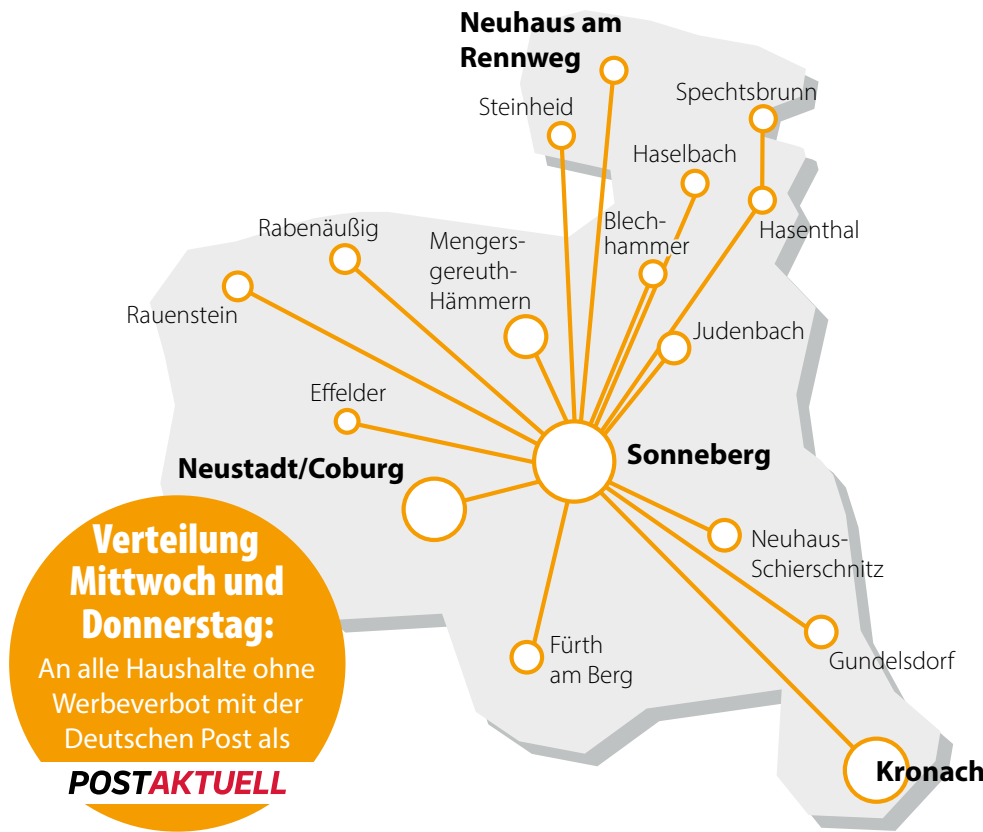 Neuhaus am
Rennweg
Spechtsbrunn
Steinheid
Haselbach
Rabenäußig
Mengers-
gereuth-
Hämmern
Blech-
hammer
Hasenthal
Rauenstein
Judenbach
Effelder
Neustadt/Coburg
Sonneberg
Neuhaus-
Schierschnitz
Fürth
am Berg
Gundelsdorf
Kronach
Verteilung
Mittwoch und
Donnerstag:
An alle Haushalte ohne
Werbeverbot mit der
Deutschen Post als
POSTAKTUELL